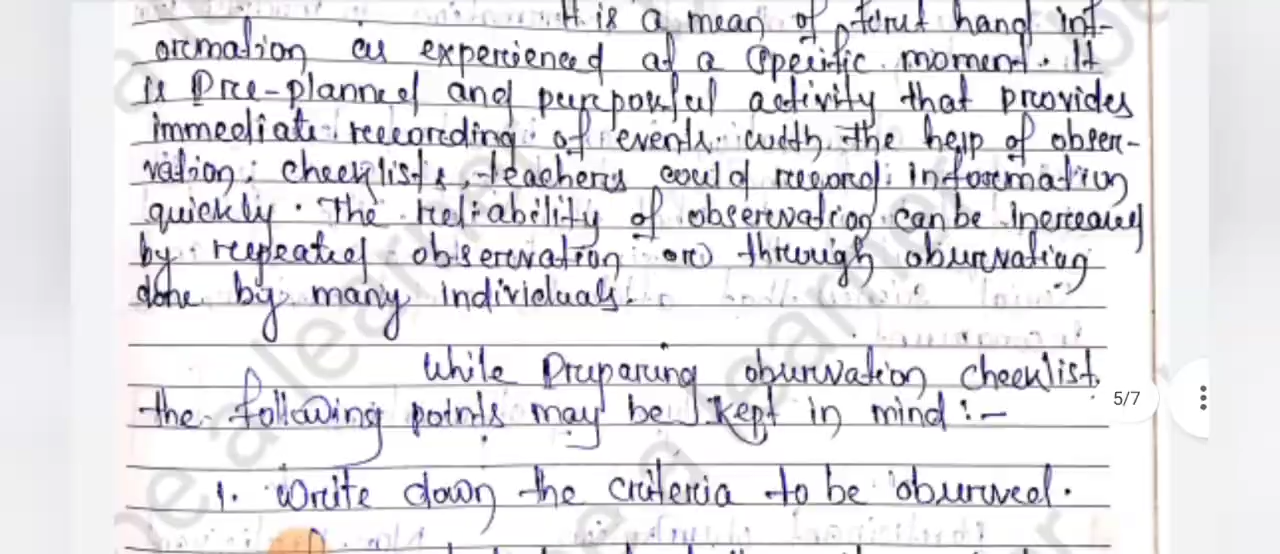 It is a mean of first hand inf-
ormation as experienced at a specific moment. It
is Pre-planned and purposeful activity that provides
immediate recording of events. with the help of obser-
vation, checklists, teachers could record information
quickly. The reliability of observation can be increased
by repeated observation or through observation
done by many individuals.
While Preparing observation checklist,
the following points may be kept in mind :-
5/7
1. Write down the criteria to be observed.